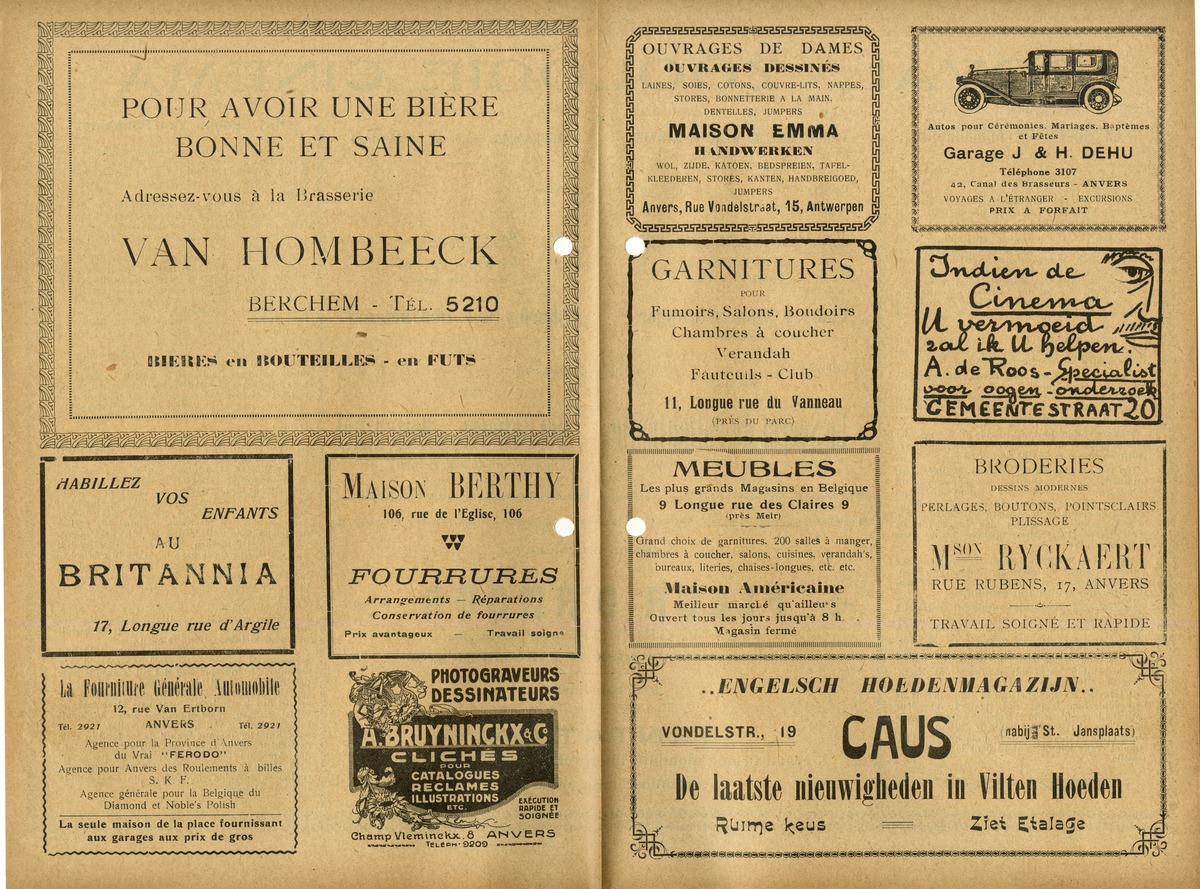 POUR AVOIR UNE BIÈRE
BONNE ET SAINE
Adressez-vous à la Brasserie
VAN HOMBEECK
BERCHEM - TÉL. 5210
BIERES en BOUTEILLES - en FUTS
HABILLEZ
VOS
ENFANTS
AU
BRITANNIA
17, Longue rue d'Argile
MAISON BERTHY
106, rue de l'Eglise, 106
FOURRURES
Arrangements — Réparations
Conservation de fourrures
Prix avantageux — Travail soigné
La Fourniture Générale Automobile
12, rue Van Ertborn
Tél. 2921 ANVERS Tél. 2921
Agence pour la Province d'Anvers
du Vrai "FERODO"
Agence pour Anvers des Roulements à billes
S. K. F.
Agence générale pour la Belgique du
Diamond et Noble's Polish
La seule maison de la place fournissant
aux garages aux prix de gros
PHOTOGRAVEURS
DESSINATEURS
A. BRUYNINCKX & C°
CLICHÉS
POUR
CATALOGUES
RECLAMES
ILLUSTRATIONS
ETC.
EXÉCUTION
RAPIDE ET
SOIGNÉE
Champ Vleminckx. 8 ANVERS
TELÉPH. 9209
OUVRAGES DE DAMES
OUVRAGES DESSINÉS
LAINES, SOIES, COTONS, COUVRE-LITS, NAPPES,
STORES, BONNETTERIE A LA MAIN,
DENTELLES, JUMPERS
MAISON EMMA
HANDWERKEN
WOL, ZIJDE, KATOEN, BEDSPREIEN, TAFEL-
KLEEDEREN, STORES, KANTEN, HANDBREIGOED,
JUMPERS
Anvers, Rue Vondelstraat, 15, Antwerpen
Autos pour Cérémonies, Mariages, Baptèmes
et Fêtes
Garage J & H. DEHU
Téléphone 3107
42, Canal des Brasseurs - ANVERS
VOYAGES A L'ÉTRANGER - EXCURSIONS
PRIX A FORFAIT
GARNITURES
POUR
Fumoirs, Salons, Boudoirs
Chambres à coucher
Verandah
Fauteuils - Club
11, Longue rue du Vanneau
(PRÈS DU PARC)
Indien de
Cinema
U vermoeid
zal ik U helpen.
A. de Roos - Specialist
voor oogen-onderzoek
GEMEENTESTRAAT 20
MEUBLES
Les plus grands Magasins en Belgique
9 Longue rue des Claires 9
(près Meir)
Grand choix de garnitures. 200 salles à manger,
chambres à coucher, salons, cuisines, verandah's,
bureaux, literies, chaises-longues, etc. etc.
Maison Américaine
Meilleur marché qu'ailleurs
Ouvert tous les jours jusqu'à 8 h.
Magasin fermé
BRODERIES
DESSINS MODERNES
PERLAGES, BOUTONS, POINTSCLAIRS
PLISSAGE
MSON RYCKAERT
RUE RUBENS, 17, ANVERS
TRAVAIL SOIGNÉ ET RAPIDE
..ENGELSCH HOEDENMAGAZIJN..
VONDELSTR., 19 CAUS (nabij St. Jansplaats)
De laatste nieuwigheden in Vilten Hoeden
Ruime keus Ziet Etalage